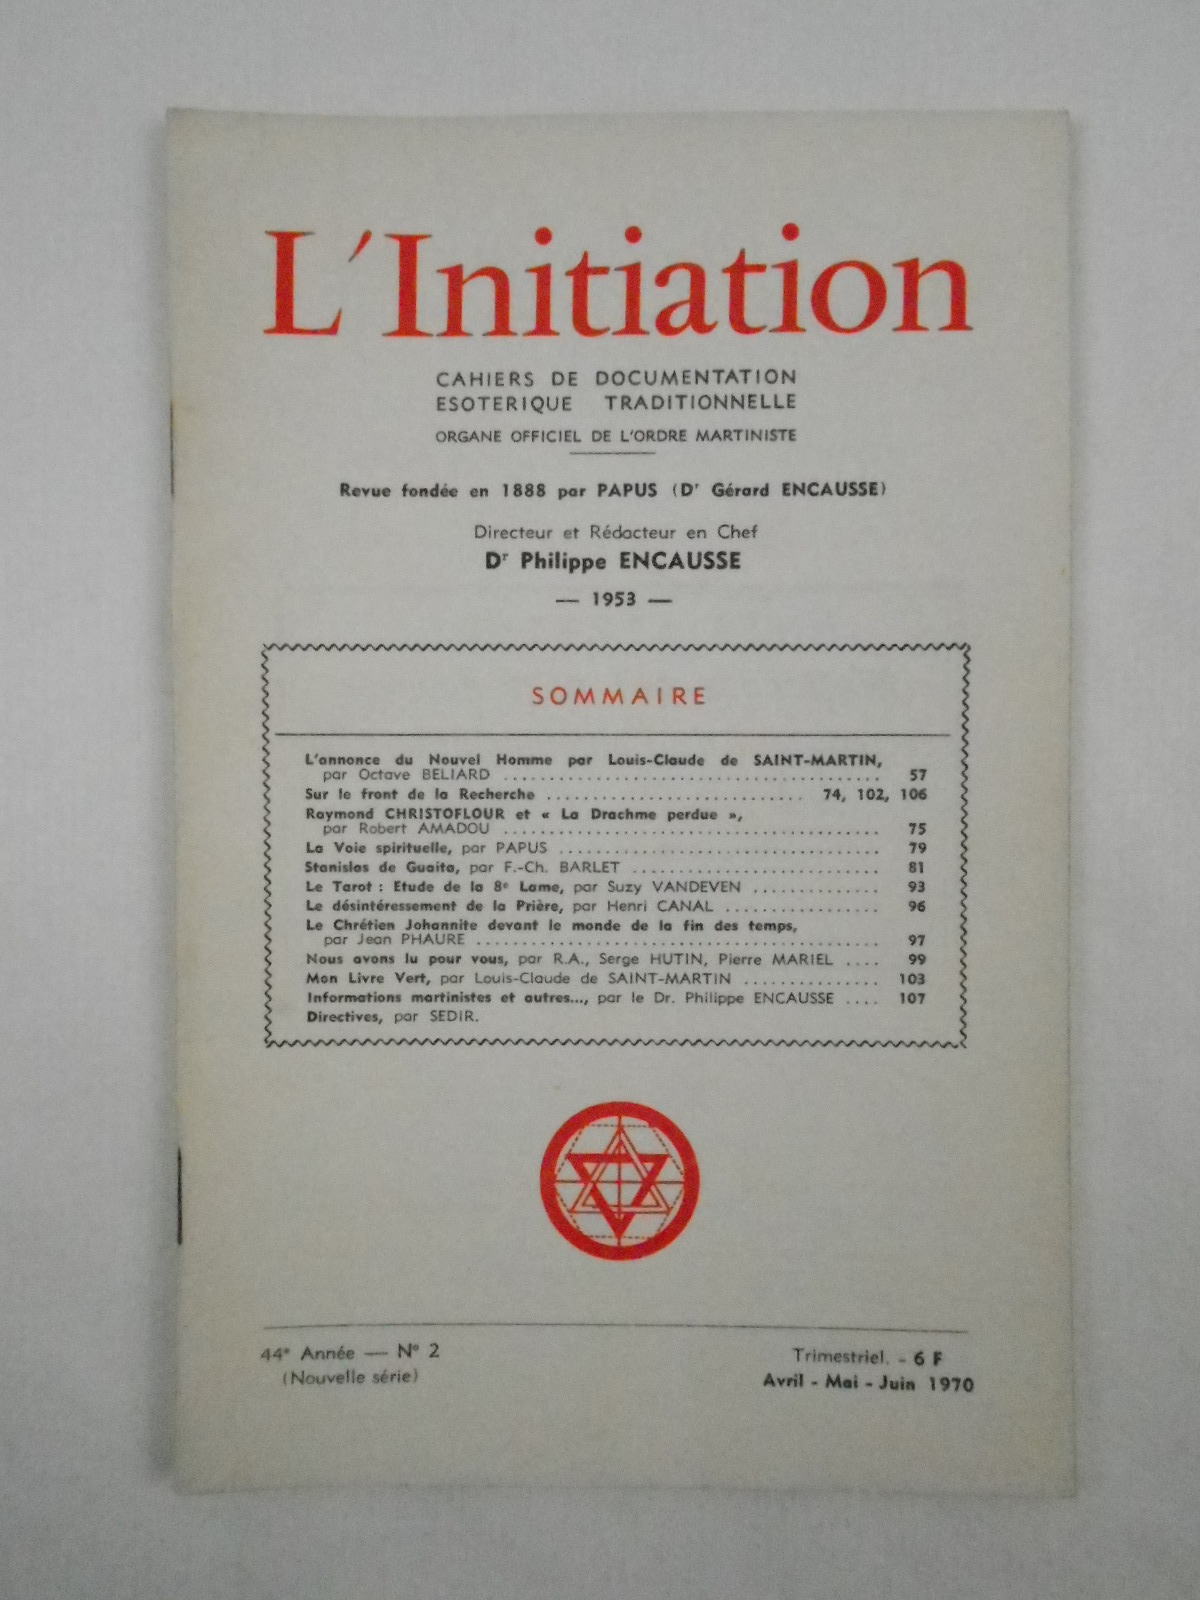 L'Initiation
CAHIERS DE DOCUMENTATION
ESOTERIQUE TRADITIONNELLE
ORGANE OFFICIEL DE L'ORDRE MARTINISTE
Revue fondée en 1888 par PAPUS (Dr Gérard ENCAUSSE)
Directeur et Rédacteur en Chef
Dr Philippe ENCAUSSE
— 1953 —
SOMMAIRE
L'annonce du Nouvel Homme par Louis-Claude de SAINT-MARTIN,
par Octave BELIARD ........................................ 57
Sur le front de la Recherche ............................ 74, 102, 106
Raymond CHRISTOFLOUR et « La Drachme perdue »,
par Robert AMADOU ........................................ 75
La Voie spirituelle, par PAPUS .................................. 79
Stanislas de Guaita, par F.-Ch. BARLET .......................... 81
Le Tarot : Etude de la 8e Lame, par Suzy VANDEVEN ............. 93
Le désintéressement de la Prière, par Henri CANAL ................ 96
Le Chrétien Johannite devant le monde de la fin des temps,
par Jean PHAURE .......................................... 97
Nous avons lu pour vous, par R.A., Serge HUTIN, Pierre MARIEL .... 99
Mon Livre Vert, par Louis-Claude de SAINT-MARTIN ............... 103
Informations martinistes et autres..., par le Dr. Philippe ENCAUSSE .... 107
Directives, par SEDIR.
44e Année — N° 2
(Nouvelle série)
Trimestriel. - 6 F
Avril - Mai - Juin 1970